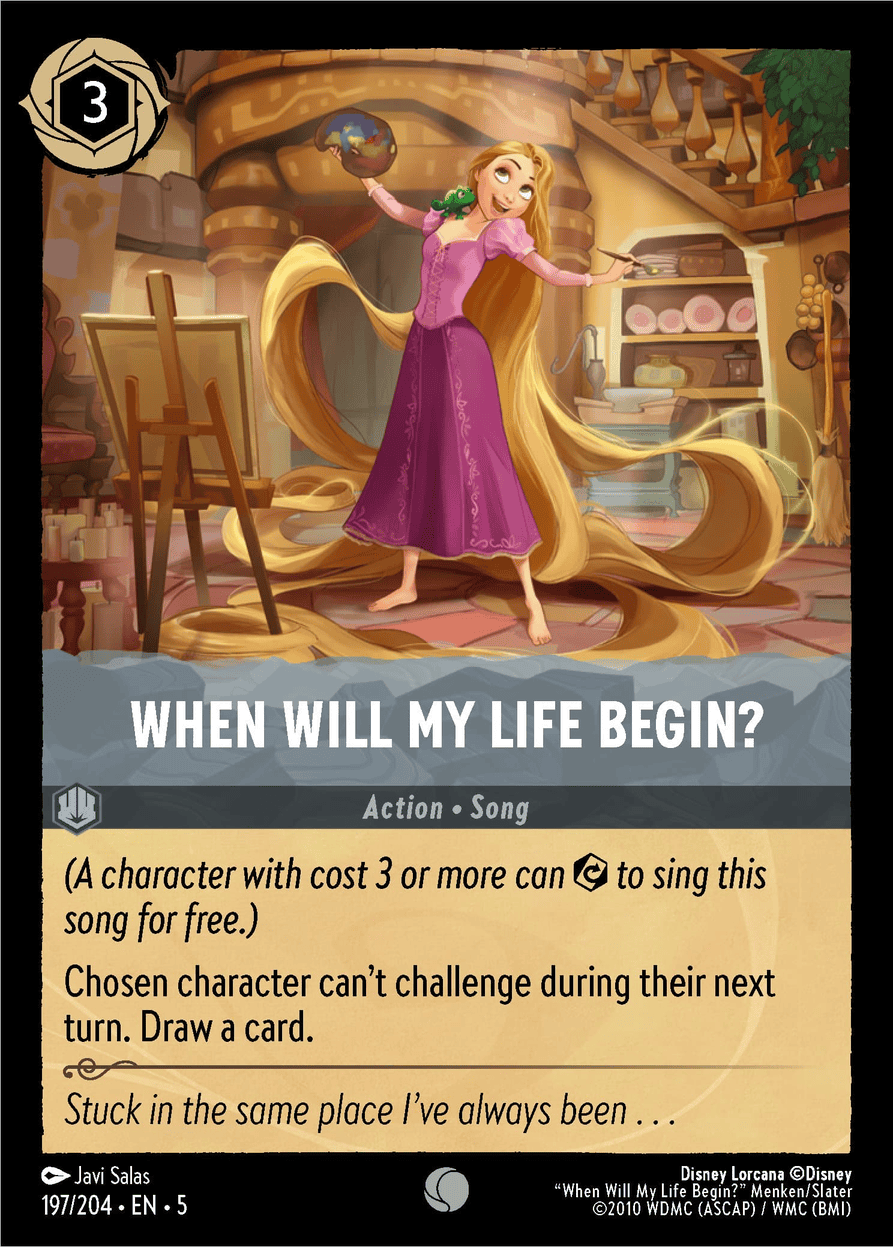 3
WHEN WILL MY LIFE BEGIN?
Action • Song
(A character with cost 3 or more can to sing this
song for free.)
Chosen character can't challenge during their next
turn. Draw a card.
Stuck in the same place I've always been . . .
Javi Salas
197/204 • EN • 5
Disney Lorcana ©Disney
"When Will My Life Begin?" Menken/Slater
©2010 WDMC (ASCAP) / WMC (BMI)